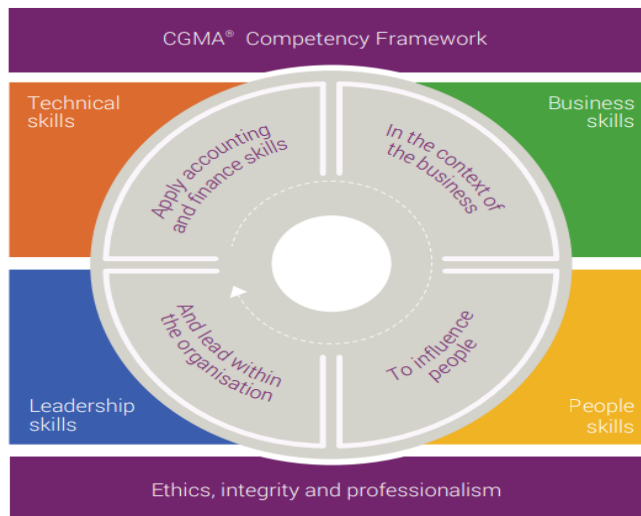 CGMA® Competency Framework
Technical
skills
Business
skills
Apply accounting
and finance skills
In the context of
the business
And lead within
the organisation
To influence
people
Leadership
skills
People
skills
Ethics, integrity and professionalism